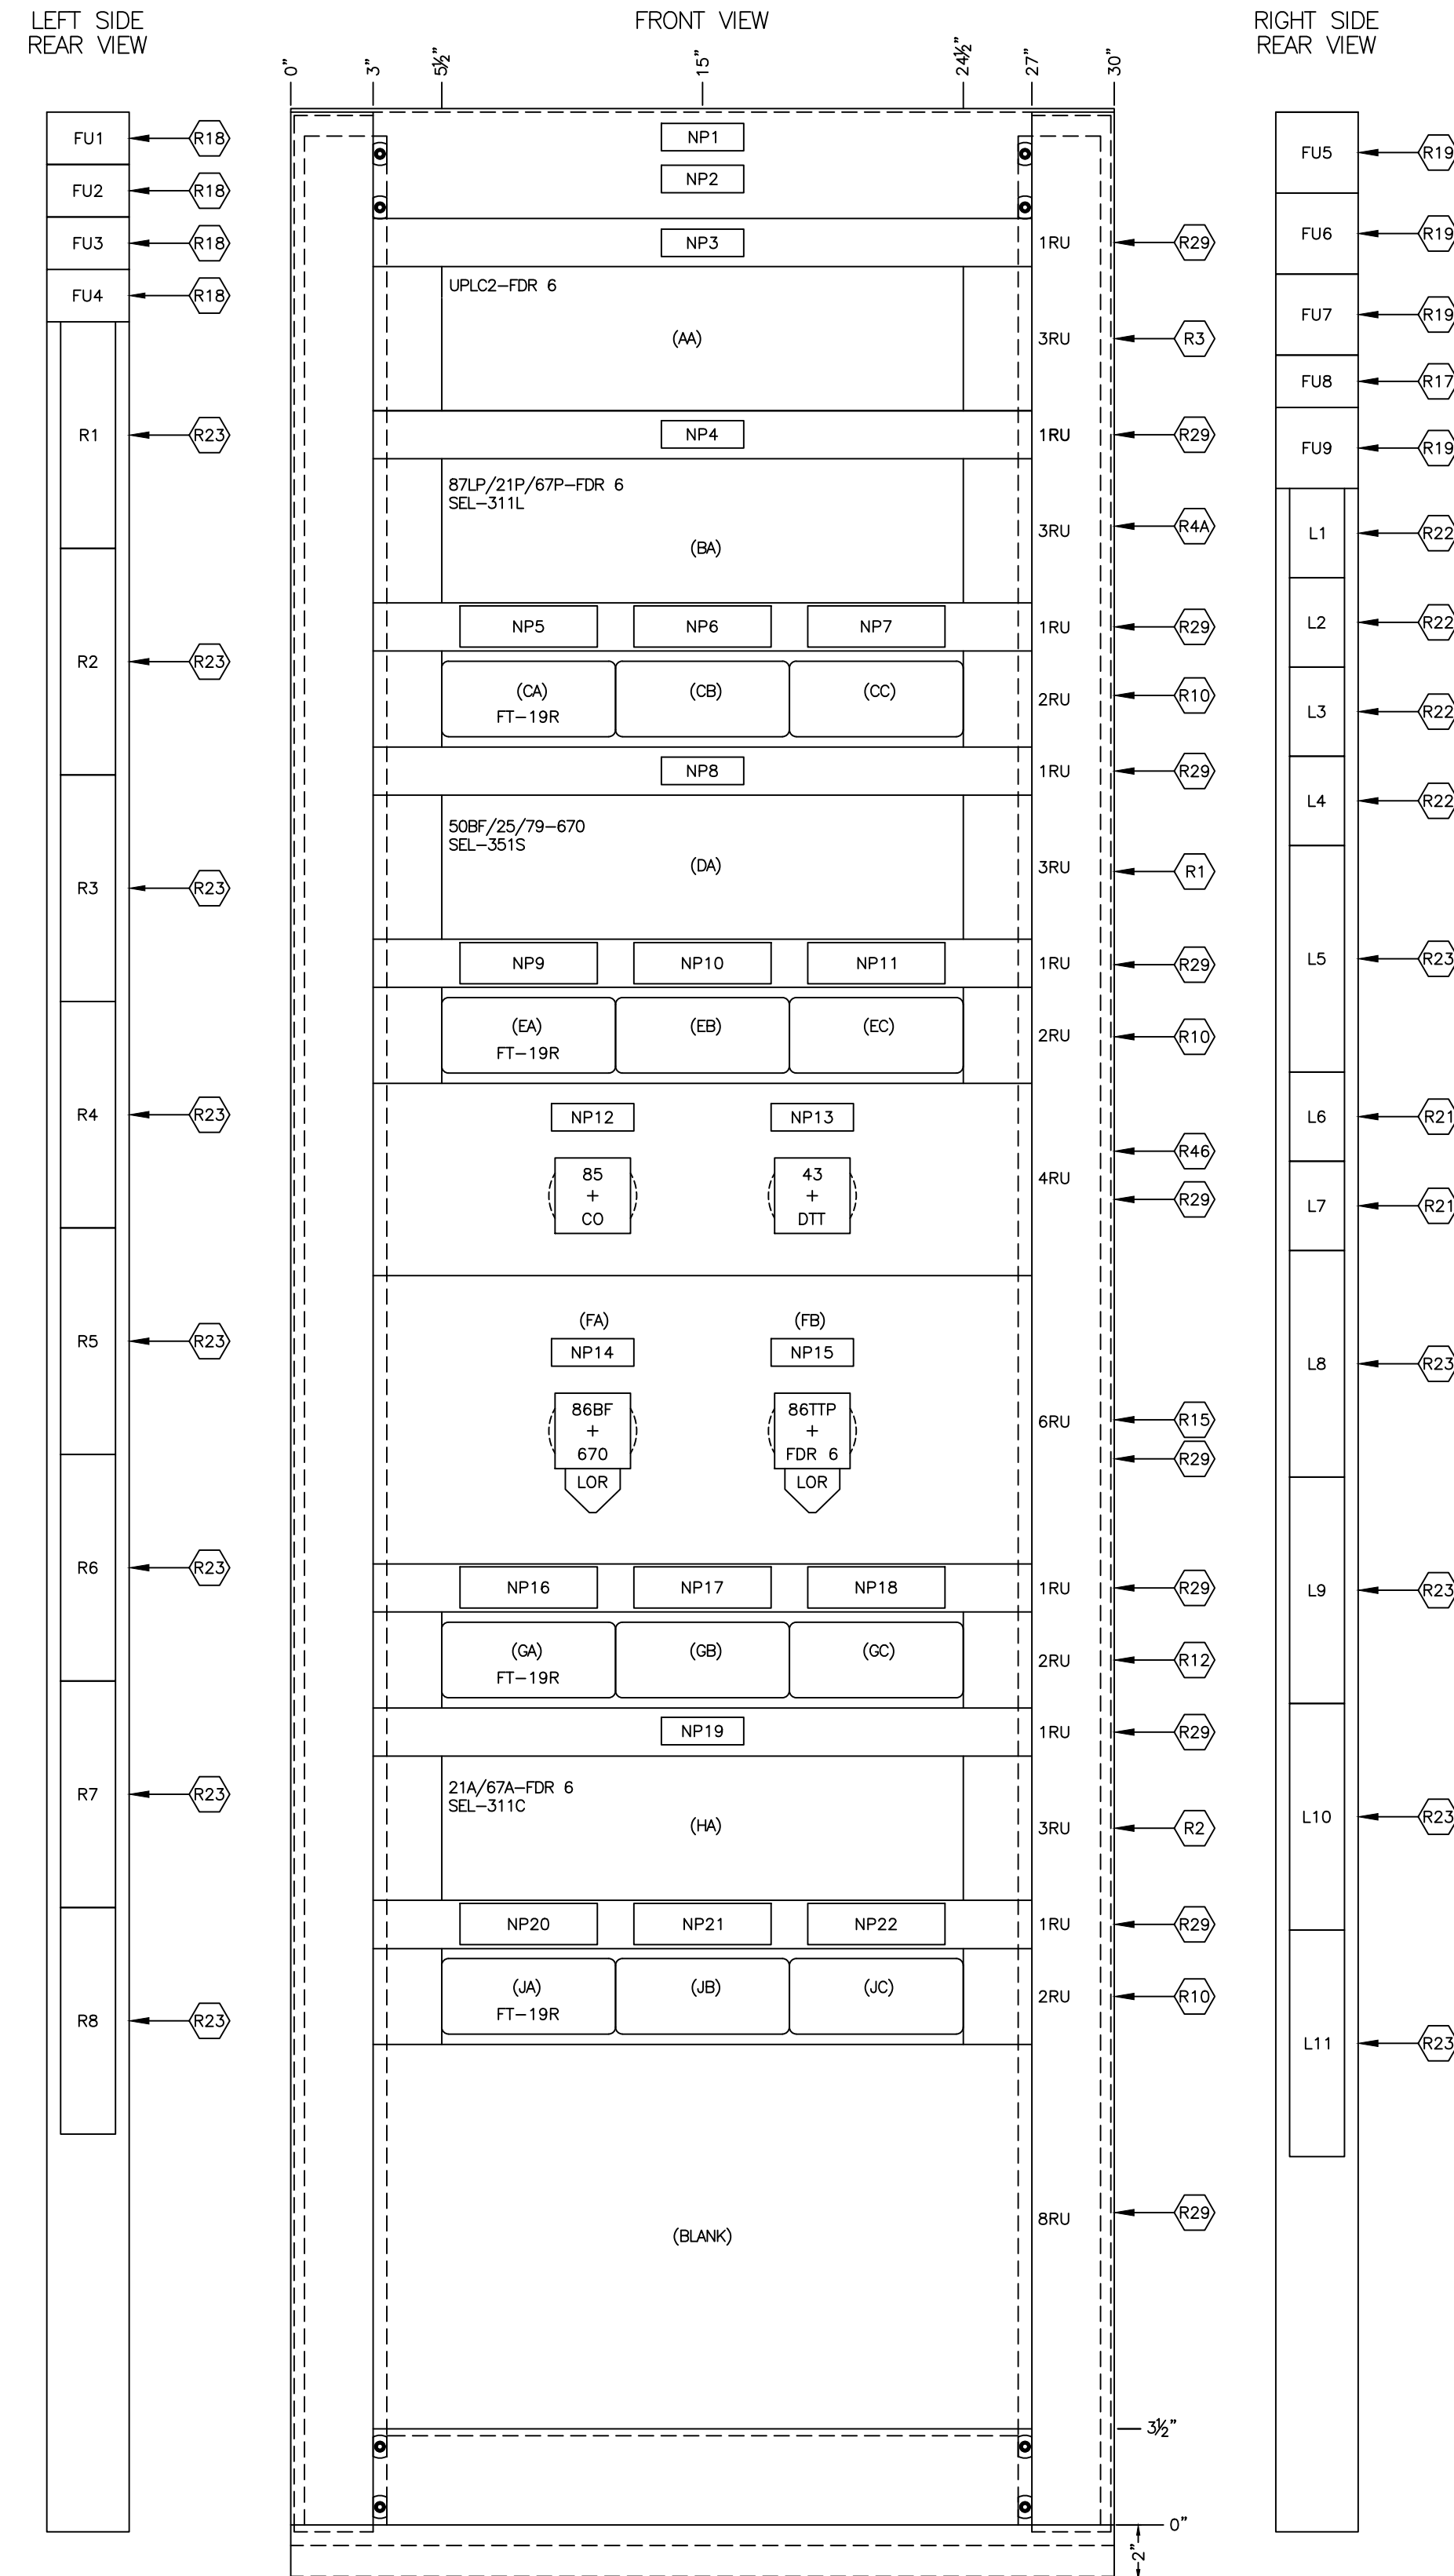 LEFT SIDE
REAR VIEW
FU1
R18
FU2
R18
FU3
R18
FU4
R18
R1
R23
R2
R23
R3
R23
R4
R23
R5
R23
R6
R23
R7
R23
R8
R23
FRONT VIEW
0" 3" 5½" 15" 24½" 27" 30"
NP1
NP2
NP3 1RU R29
UPLC2-FDR 6
(AA) 3RU R3
NP4 1RU R29
87LP/21P/67P-FDR 6
SEL-311L
(BA) 3RU R4A
NP5 NP6 NP7 1RU R29
(CA) (CB) (CC) 2RU R10
FT-19R
NP8 1RU R29
50BF/25/79-670
SEL-351S
(DA) 3RU R1
NP9 NP10 NP11 1RU R29
(EA) (EB) (EC) 2RU R10
FT-19R
NP12 NP13
R46
85 43
+ + 4RU
CO DTT
R29
(FA) (FB)
NP14 NP15
86BF 86TTP
+ + 6RU R15
670 FDR 6
R29
LOR LOR
NP16 NP17 NP18 1RU R29
(GA) (GB) (GC) 2RU R12
FT-19R
NP19 1RU R29
21A/67A-FDR 6
SEL-311C
(HA) 3RU R2
NP20 NP21 NP22 1RU R29
(JA) (JB) (JC) 2RU R10
FT-19R
(BLANK) 8RU R29
3½"
0"
2"
RIGHT SIDE
REAR VIEW
FU5
R19
FU6
R19
FU7
R19
FU8
R17
FU9
R19
L1
R22
L2
R22
L3
R22
L4
R22
L5
R23
L6
R21
L7
R21
L8
R23
L9
R23
L10
R23
L11
R23